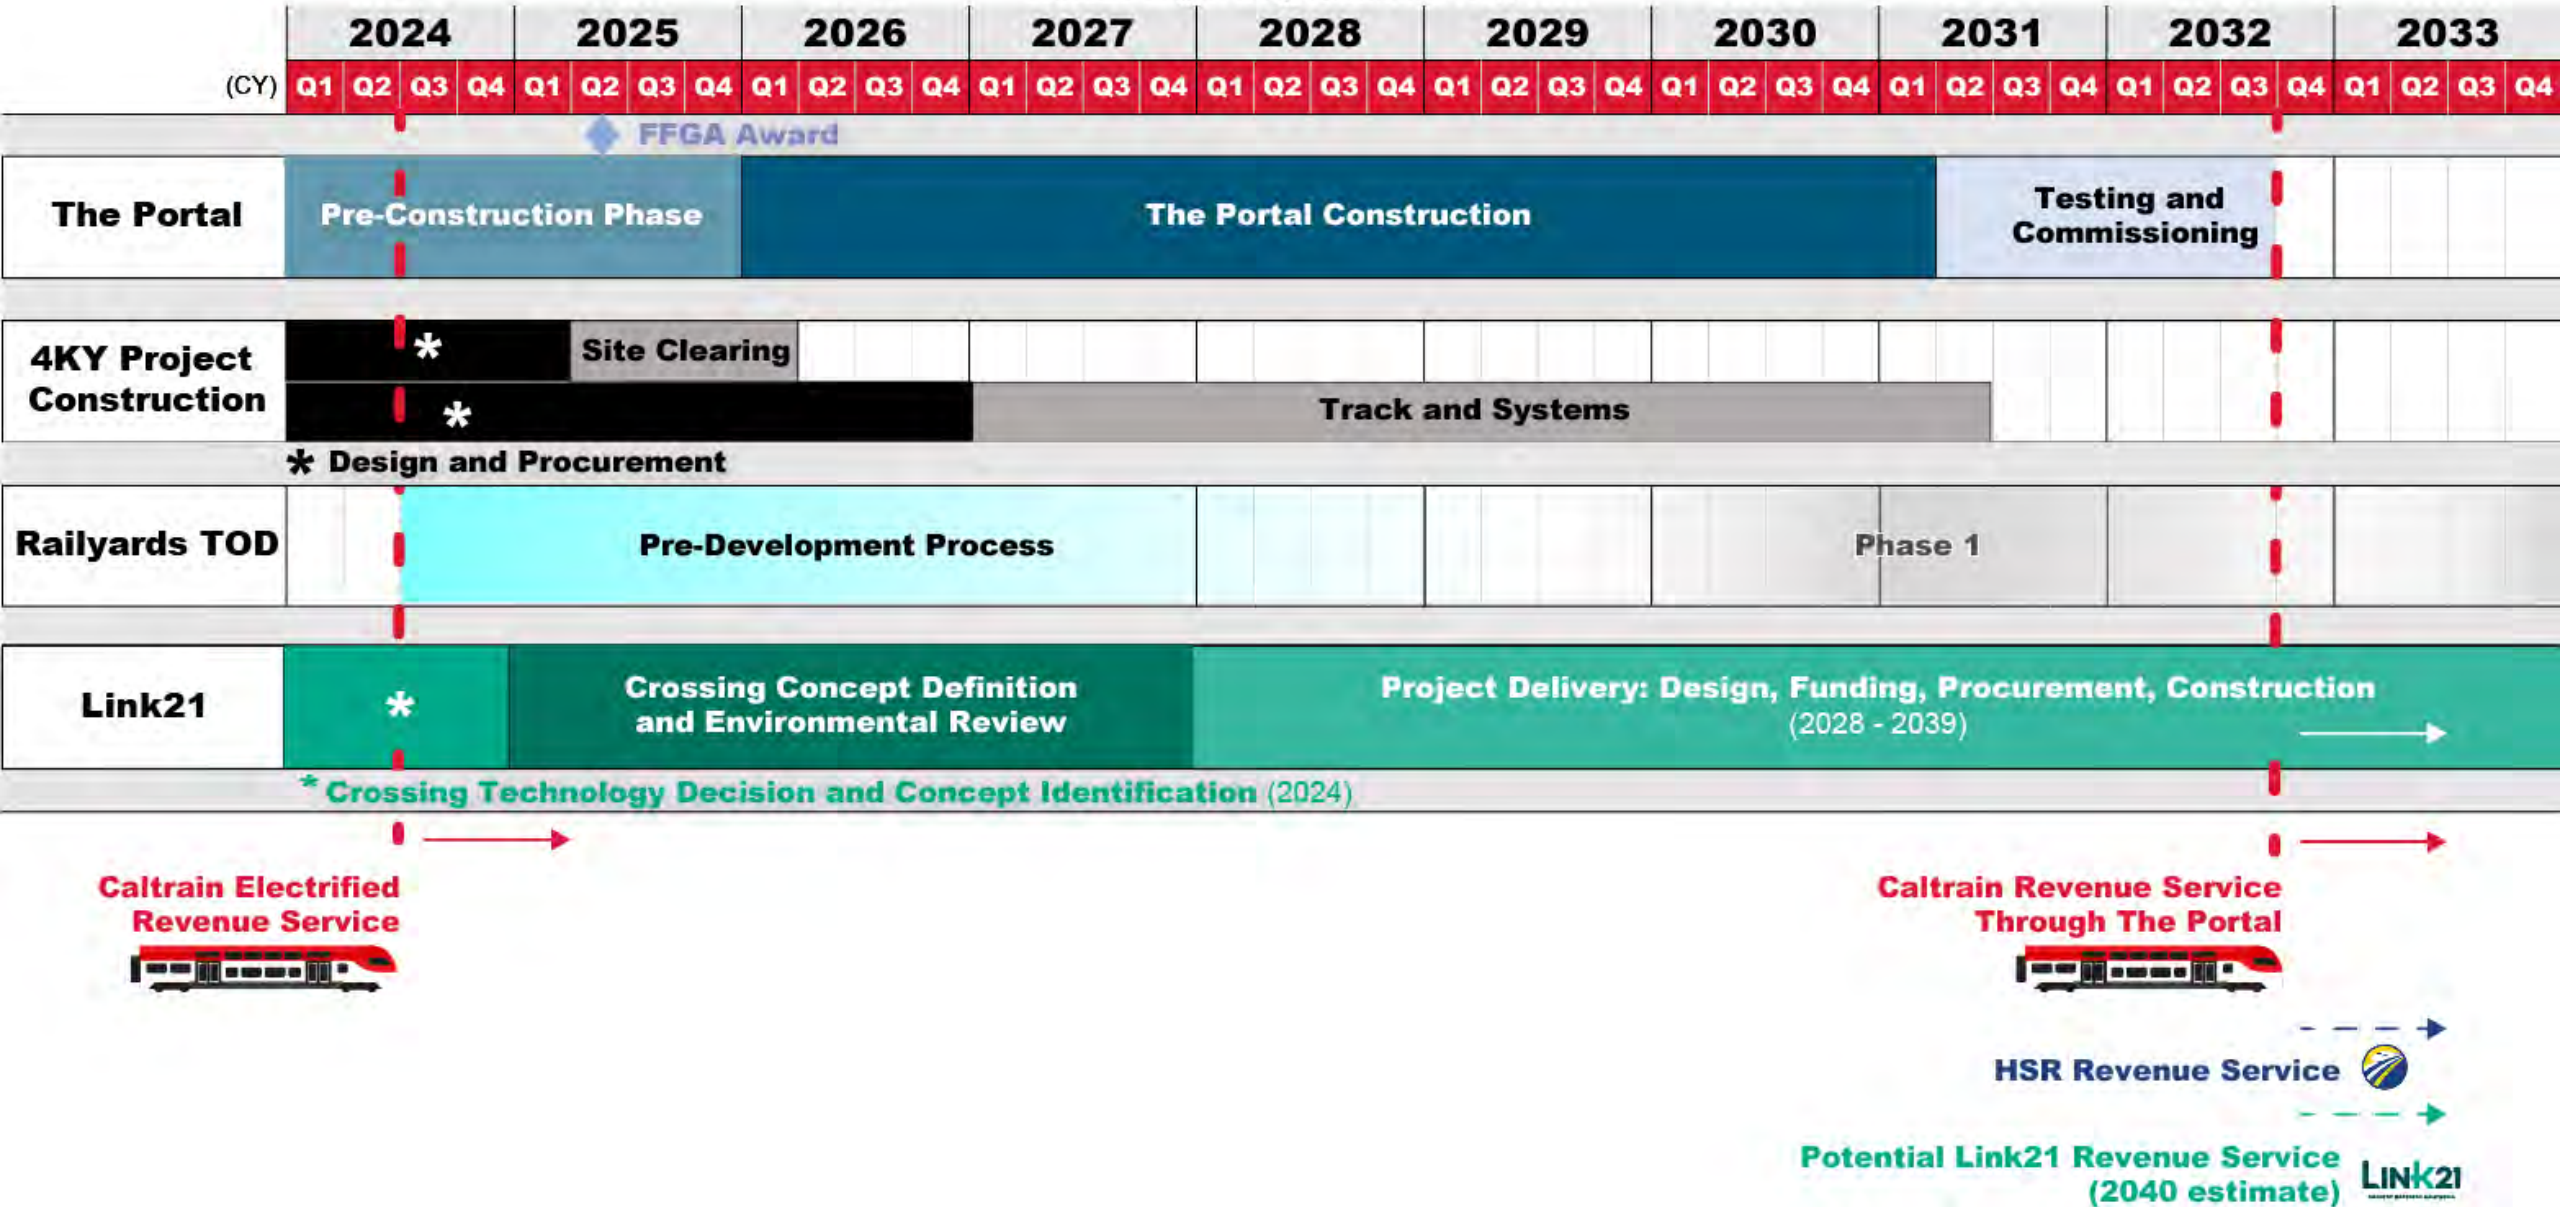 2024 2025 2026 2027 2028 2029 2030 2031 2032 2033
(CY) Q1 Q2 Q3 Q4 Q1 Q2 Q3 Q4 Q1 Q2 Q3 Q4 Q1 Q2 Q3 Q4 Q1 Q2 Q3 Q4 Q1 Q2 Q3 Q4 Q1 Q2 Q3 Q4 Q1 Q2 Q3 Q4 Q1 Q2 Q3 Q4 Q1 Q2 Q3 Q4
FFGA Award
The Portal
Pre-Construction Phase
The Portal Construction
Testing and
Commissioning
4KY Project
Construction
*
Site Clearing
*
Track and Systems
* Design and Procurement
Railyards TOD
Pre-Development Process
Phase 1
Link21
*
Crossing Concept Definition
and Environmental Review
Project Delivery: Design, Funding, Procurement, Construction
(2028 - 2039)
* Crossing Technology Decision and Concept Identification (2024)
Caltrain Electrified
Revenue Service
Caltrain Revenue Service
Through The Portal
HSR Revenue Service
Potential Link21 Revenue Service
(2040 estimate)
LINK21